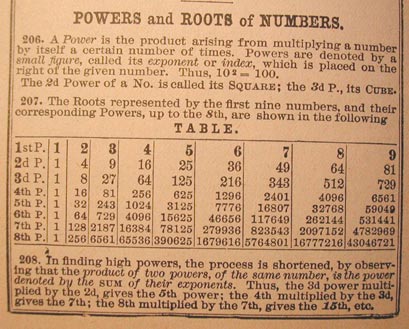 POWERS and ROOTS of NUMBERS.
206. A Power is the product arising from multiplying a number
by itself a certain number of times. Powers are denoted by a
small figure, called its exponent or index, which is placed on the
right of the given number. Thus, 10²=100.
The 2d Power of a No. is called its SQUARE; the 3d P., its CUBE.
207. The Roots represented by the first nine numbers, and their
corresponding Powers, up to the 8th, are shown in the following
TABLE.
1st P. 1 2 3 4 5 6 7 8 9
2d P. 1 4 9 16 25 36 49 64 81
3d P. 1 8 27 64 125 216 343 512 729
4th P. 1 16 81 256 625 1296 2401 4096 6561
5th P. 1 32 243 1024 3125 7776 16807 32768 59049
6th P. 1 64 729 4096 15625 46656 117649 262144 531441
7th P. 1 128 2187 16384 78125 279936 823543 2097152 4782969
8th P. 1 256 6561 65536 390625 1679616 5764801 16777216 43046721
208. In finding high powers, the process is shortened, by observ-
ing that the product of two powers, of the same number, is the power
denoted by the SUM of their exponents. Thus, the 3d power multi-
plied by the 2d, gives the 5th power; the 4th multiplied by the 3d,
gives the 7th; the 8th multiplied by the 7th, gives the 15th, etc.